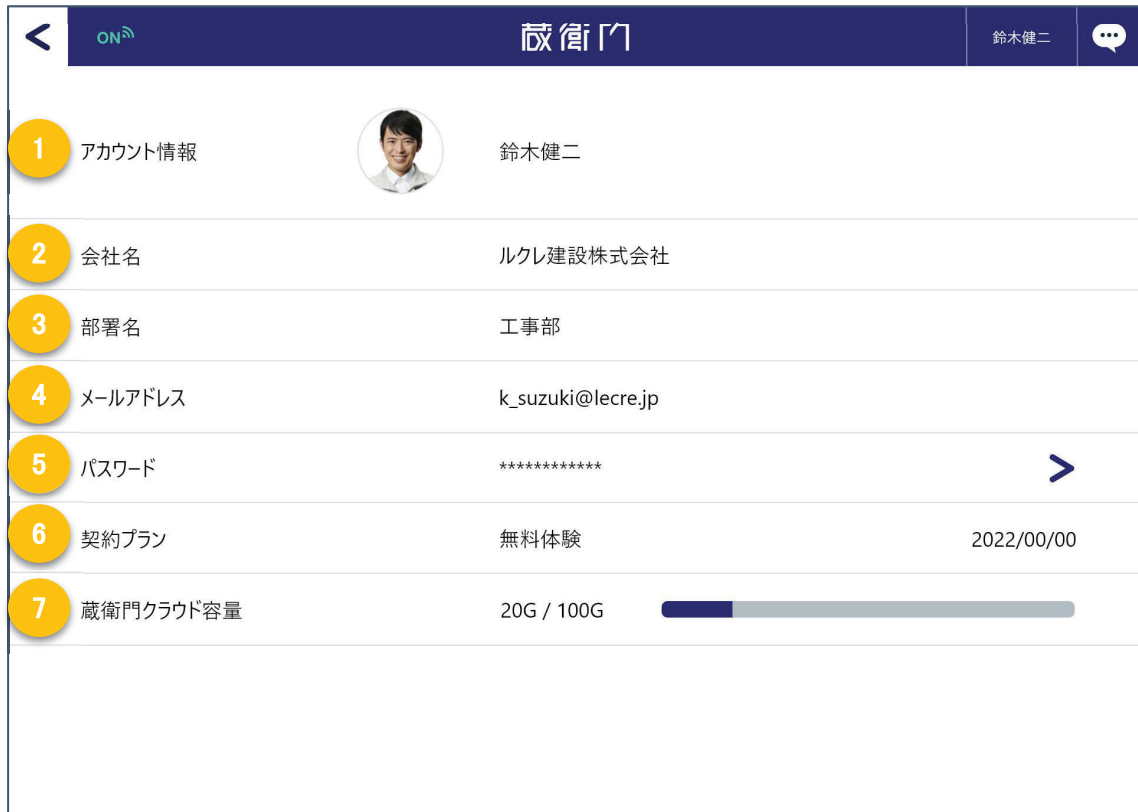 ON 蔵衛門 鈴木健二
1 アカウント情報 鈴木健二
2 会社名 ルクレ建設株式会社
3 部署名 工事部
4 メールアドレス k_suzuki@lecre.jp
5 パスワード ************
6 契約プラン 無料体験 2022/00/00
7 蔵衛門クラウド容量 20G / 100G